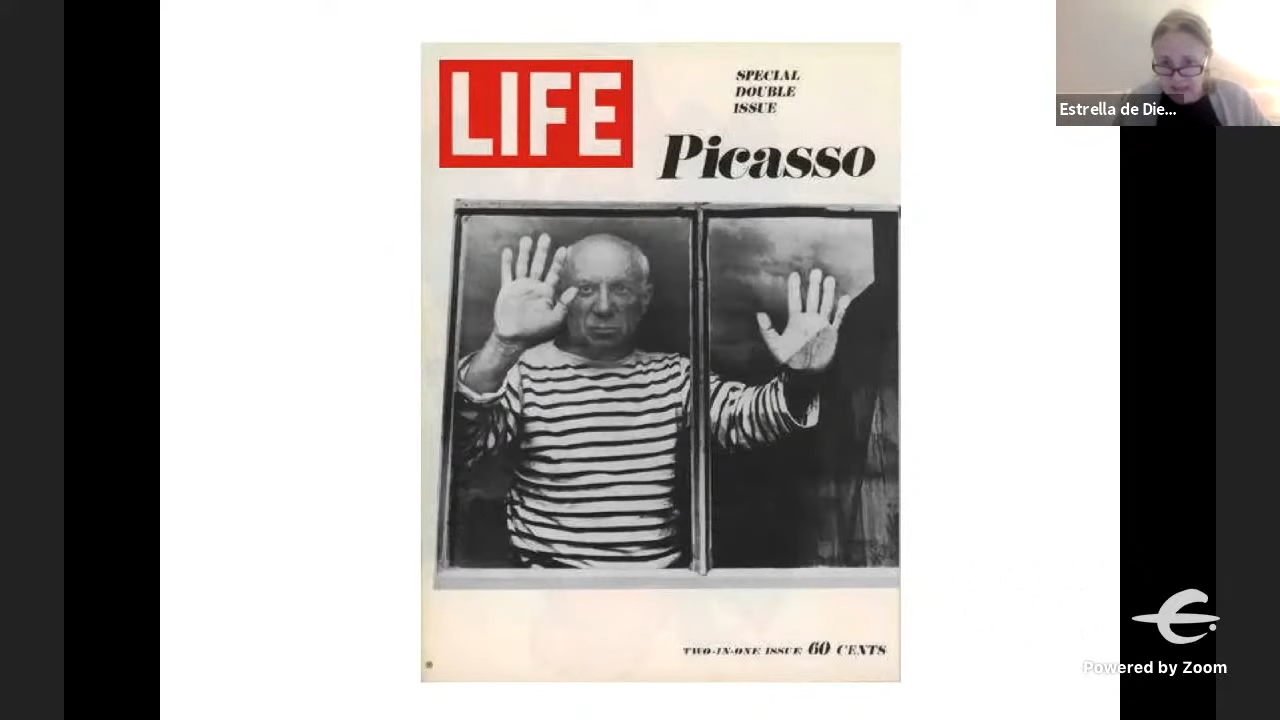 LIFE
SPECIAL
DOUBLE
ISSUE
Picasso
TWO-IN-ONE ISSUE 60 CENTS
Estrella de Die...
Powered by Zoom